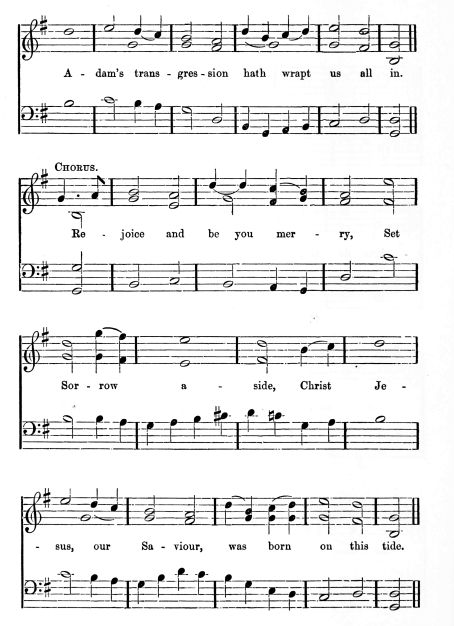 A - dam's trans - gres - sion hath wrapt us all in.
CHORUS.
Re - joice and be you mer - ry, Set
Sor - row a - side, Christ Je -
- sus, our Sa - viour, was born on this tide.